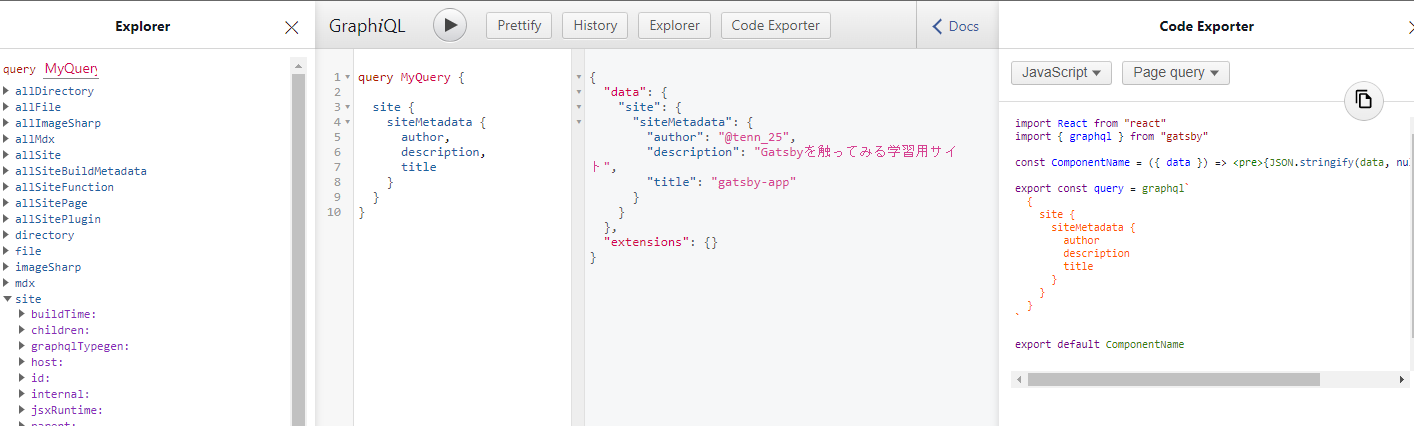 Explorer
query MyQuery
allDirectory
allFile
allImageSharp
allMdx
allSite
allSiteBuildMetadata
allSiteFunction
allSitePage
allSitePlugin
directory
file
imageSharp
mdx
site
buildTime:
children:
graphqlTypegen:
host:
id:
internal:
jsxRuntime:
GraphiQL
Prettify
History
Explorer
Code Exporter
Docs
1 query MyQuery {
2
3 site {
4 siteMetadata {
5 author,
6 description,
7 title
8 }
9 }
10 }
{
"data": {
"site": {
"siteMetadata": {
"author": "@tenn_25",
"description": "Gatsbyを触ってみる学習用サイ
ト",
"title": "gatsby-app"
}
}
},
"extensions": {}
}
Code Exporter
JavaScript
Page query
import React from "react"
import { graphql } from "gatsby"
const ComponentName = ({ data }) => <pre>{JSON.stringify(data, nu
export const query = graphql`
{
site {
siteMetadata {
author
description
title
}
}
}
`
export default ComponentName